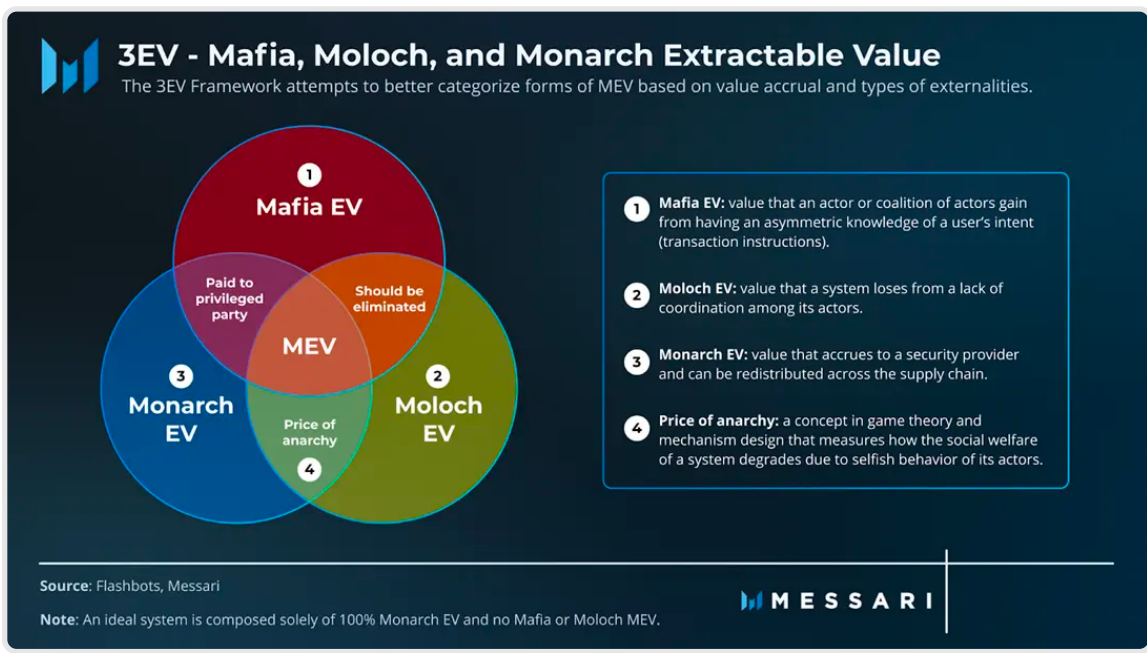 3EV - Mafia, Moloch, and Monarch Extractable Value
The 3EV Framework attempts to better categorize forms of MEV based on value accrual and types of externalities.
1
Mafia EV
Paid to
privileged
party
Should be
eliminated
MEV
3
Monarch
EV
2
Moloch
EV
Price of
anarchy
4
1 Mafia EV: value that an actor or coalition of actors gain
from having an asymmetric knowledge of a user's intent
(transaction instructions).
2 Moloch EV: value that a system loses from a lack of
coordination among its actors.
3 Monarch EV: value that accrues to a security provider
and can be redistributed across the supply chain.
4 Price of anarchy: a concept in game theory and
mechanism design that measures how the social welfare
of a system degrades due to selfish behavior of its actors.
Source: Flashbots, Messari
Note: An ideal system is composed solely of 100% Monarch EV and no Mafia or Moloch MEV.
MESSARI